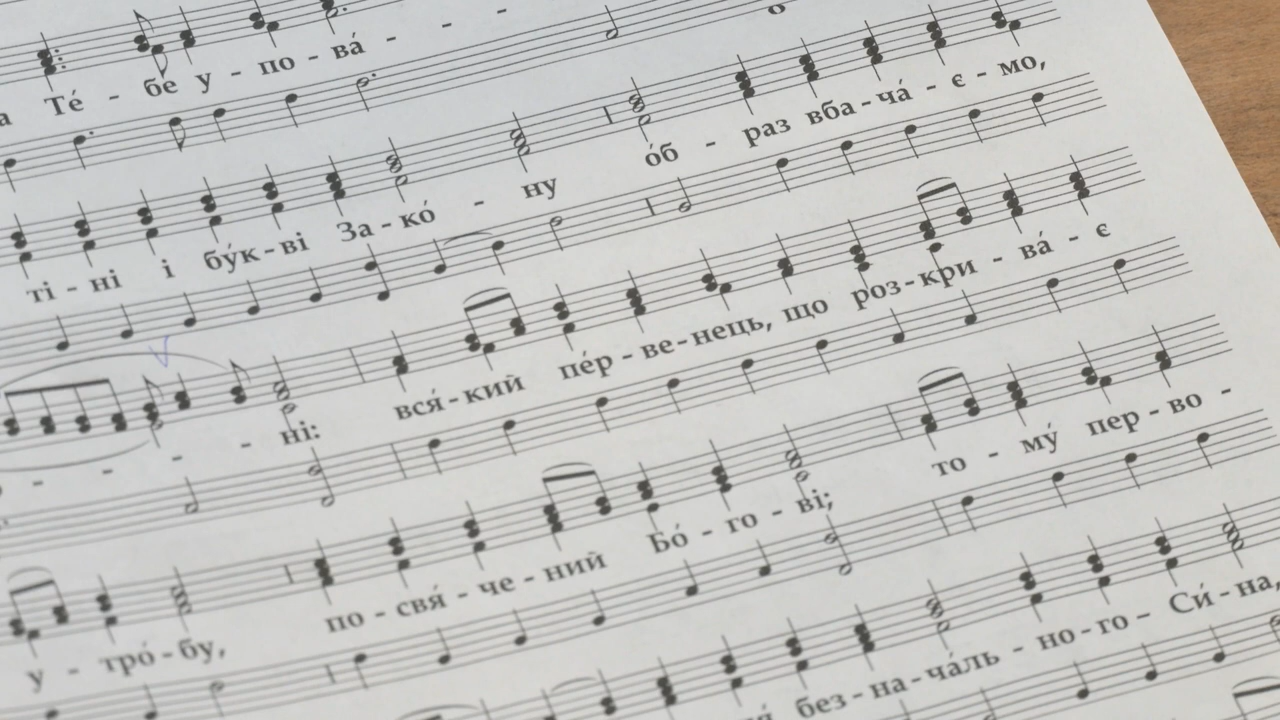 Те́ - бе у - по - ва́ - - -
ті - ні і бу́к - ві За - ко́ - ну о́б - раз вба - ча́ - є - мо,
- - - - ні: вся́ - кий пе́р - ве - нець, що роз - кри - ва́ - є
у - тро́ - бу, по - свя́ - че - ний Бо́ - го - ві; то - му́ пер - во -
без - на - ча́ль - но - го - Си́ - на,